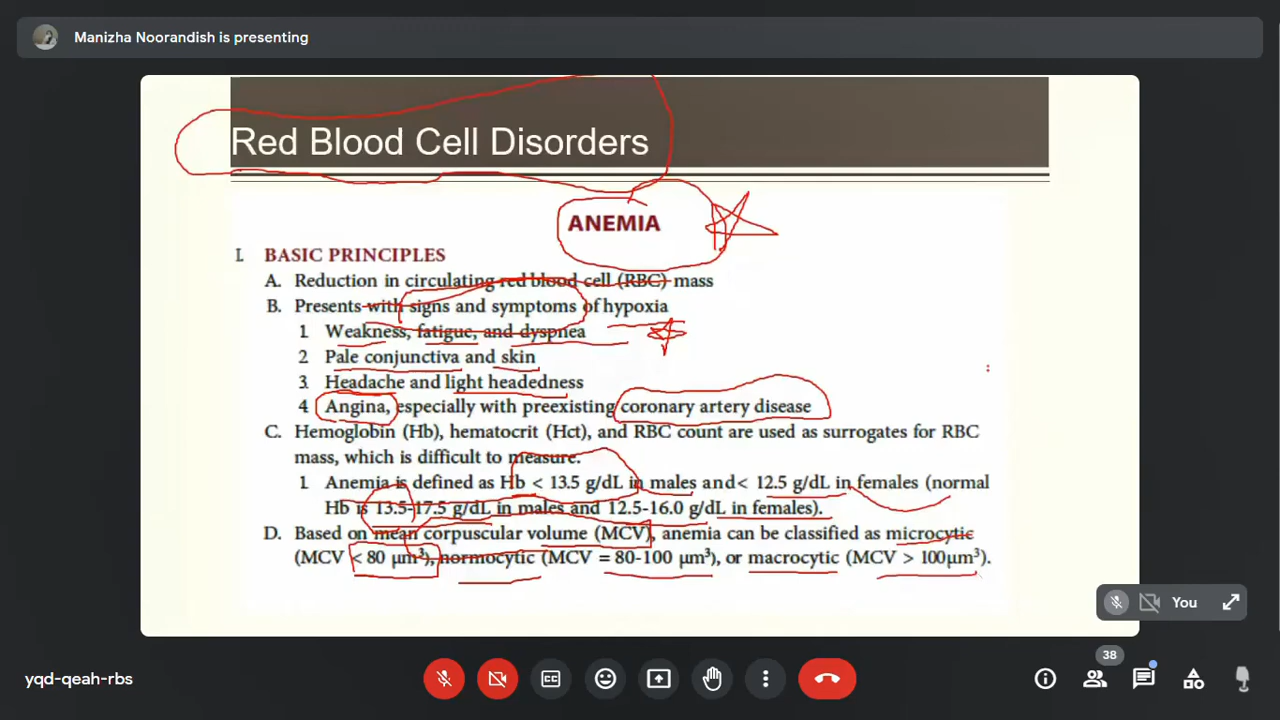 Manizha Noorandish is presenting
Red Blood Cell Disorders
ANEMIA
I. BASIC PRINCIPLES
A. Reduction in circulating red blood cell (RBC) mass
B. Presents with signs and symptoms of hypoxia
1 Weakness, fatigue, and dyspnea
2 Pale conjunctiva and skin
3. Headache and light headedness
4 Angina, especially with preexisting coronary artery disease
C. Hemoglobin (Hb), hematocrit (Hct), and RBC count are used as surrogates for RBC
mass, which is difficult to measure.
1 Anemia is defined as Hb < 13.5 g/dL in males and< 12.5 g/dL in females (normal
Hb is 13.5-17.5 g/dL in males and 12.5-16.0 g/dL in females).
D. Based on mean corpuscular volume (MCV), anemia can be classified as microcytic
(MCV < 80 μm³), normocytic (MCV = 80-100 μm³), or macrocytic (MCV > 100μm³).
You
38
yqd-qeah-rbs
CC